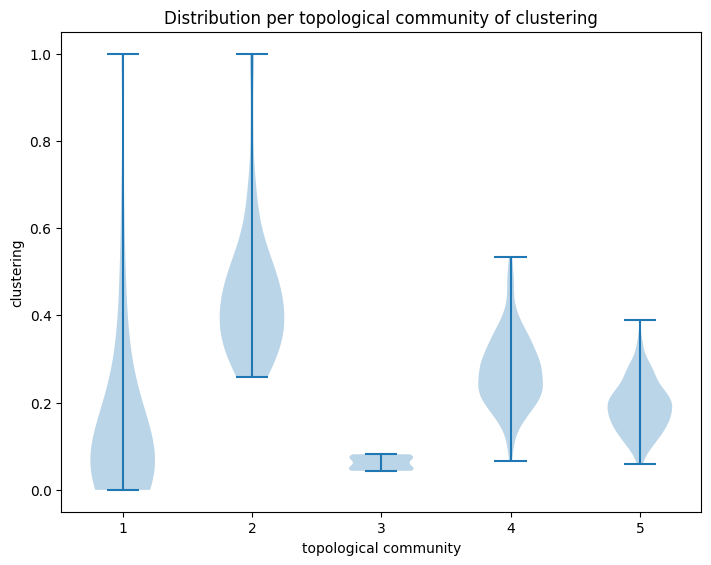 Distribution per topological community of clustering
1.0
0.8
0.6
0.4
0.2
0.0
clustering
1 2 3 4 5
topological community